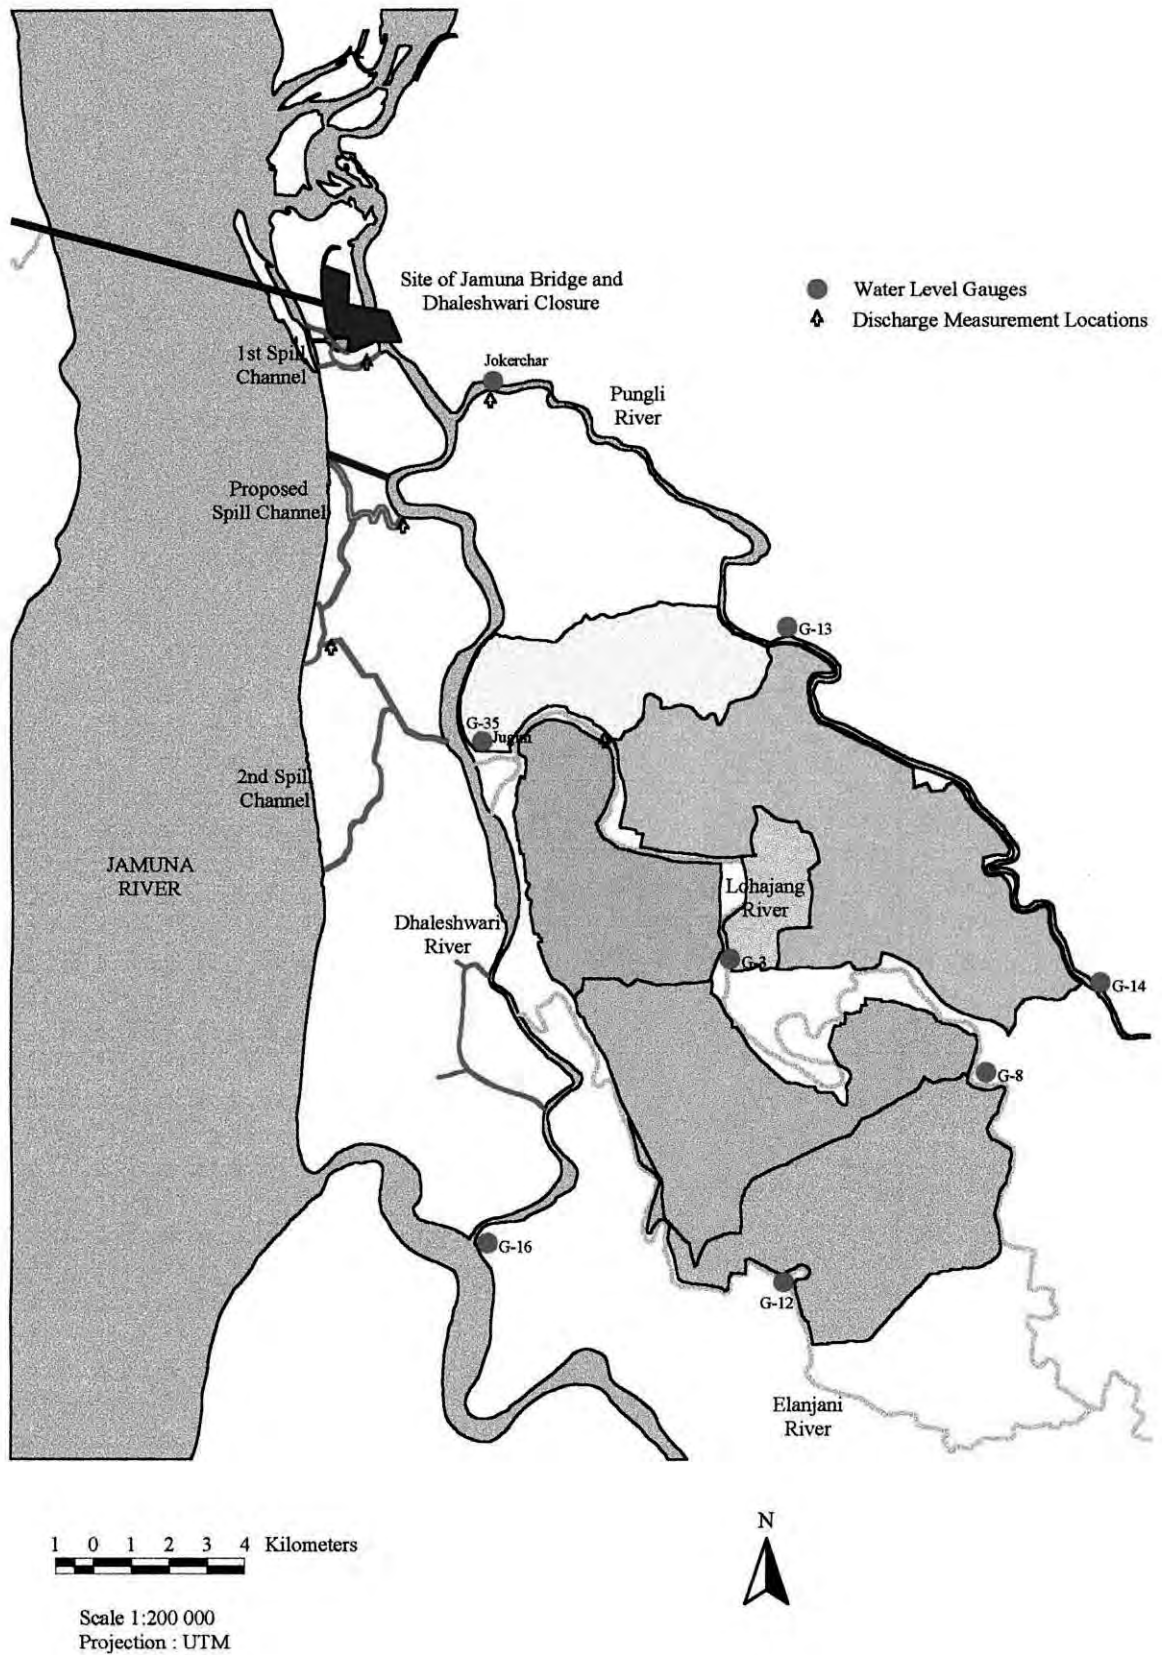 Site of Jamuna Bridge and
Dhaleshwari Closure
Water Level Gauges
Discharge Measurement Locations
1st Spill
Channel
Jokerchar
Pungli
River
Proposed
Spill Channel
G-13
G-35
Jugini
2nd Spill
Channel
JAMUNA
RIVER
Lohajang
River
Dhaleshwari
River
G-3
G-14
G-8
G-16
G-12
Elanjani
River
1 0 1 2 3 4 Kilometers
N
Scale 1:200 000
Projection : UTM